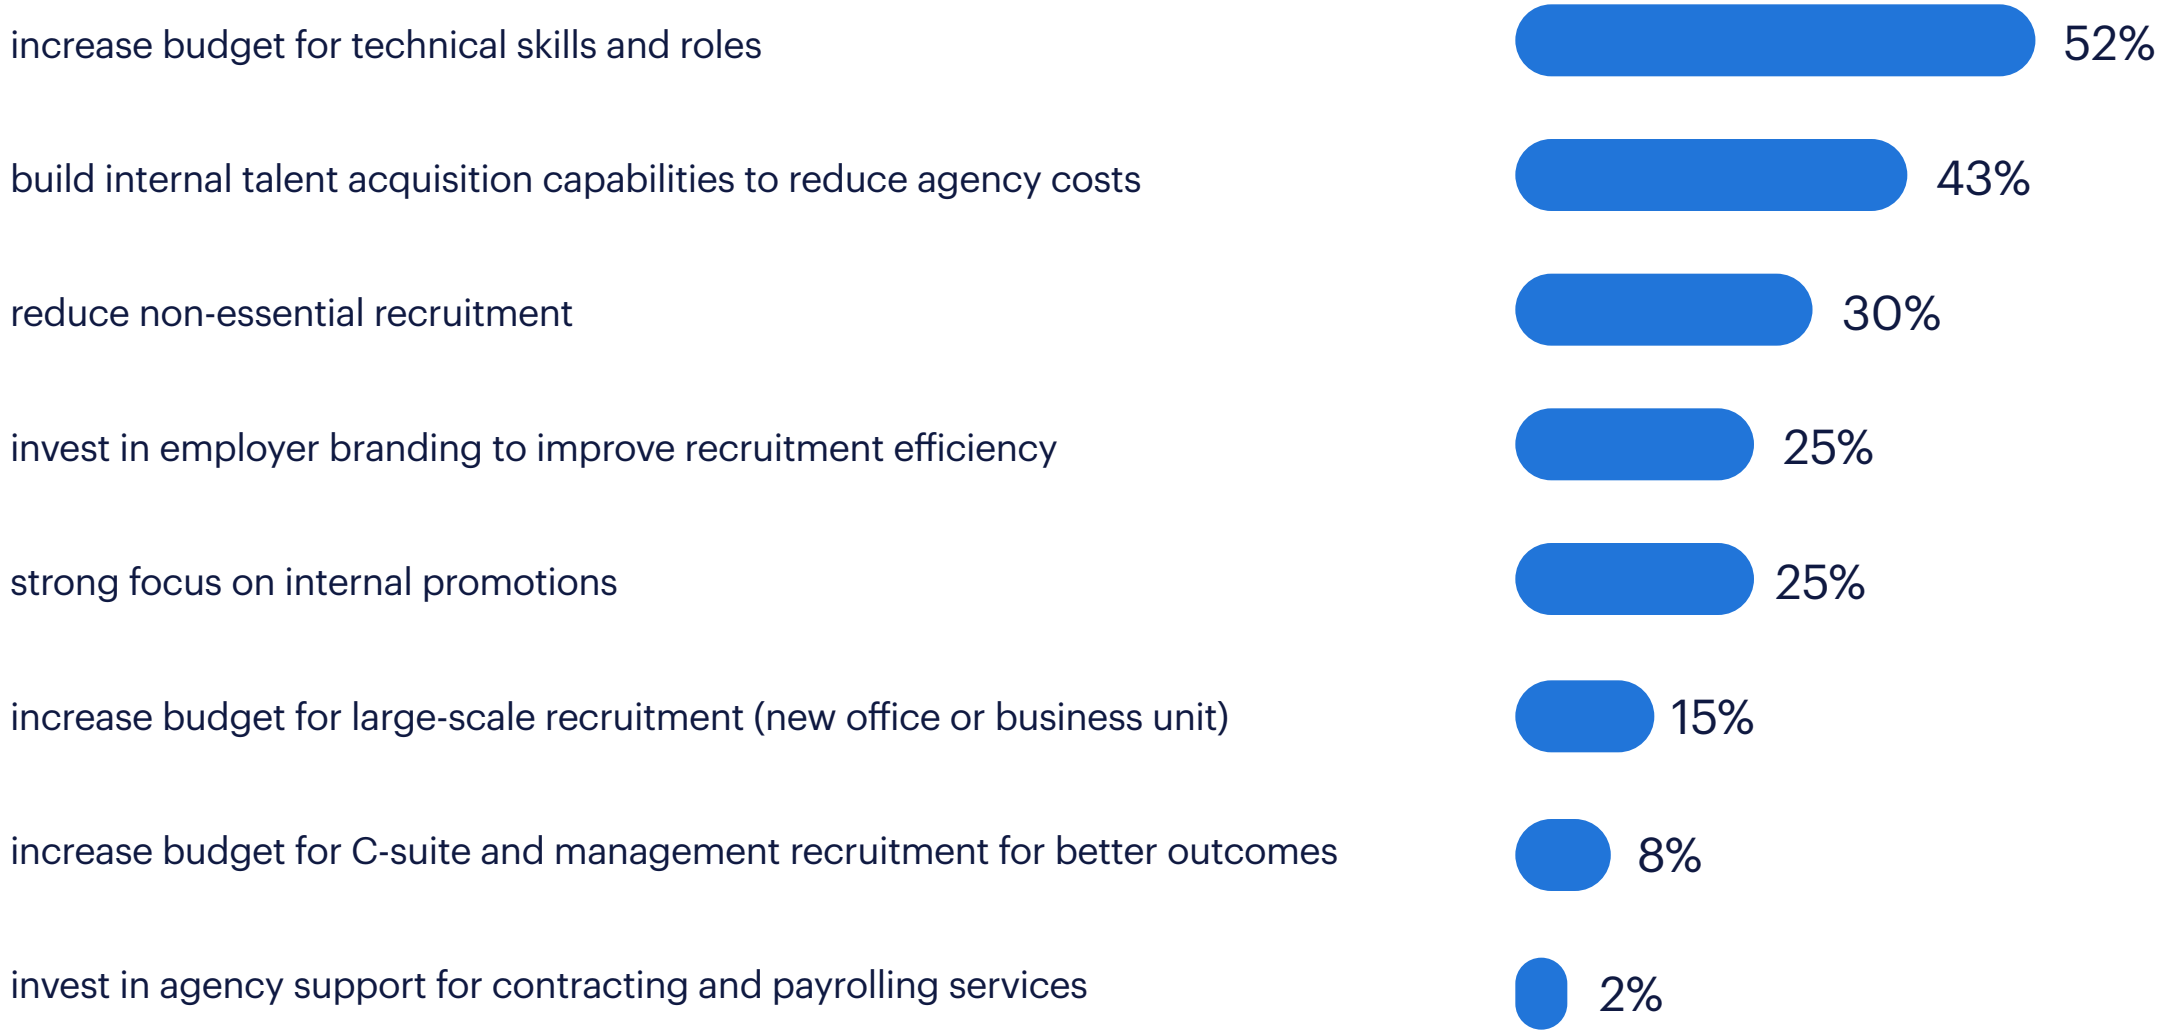 increase budget for technical skills and roles 52%
build internal talent acquisition capabilities to reduce agency costs 43%
reduce non-essential recruitment 30%
invest in employer branding to improve recruitment efficiency 25%
strong focus on internal promotions 25%
increase budget for large-scale recruitment (new office or business unit) 15%
increase budget for C-suite and management recruitment for better outcomes 8%
invest in agency support for contracting and payrolling services 2%